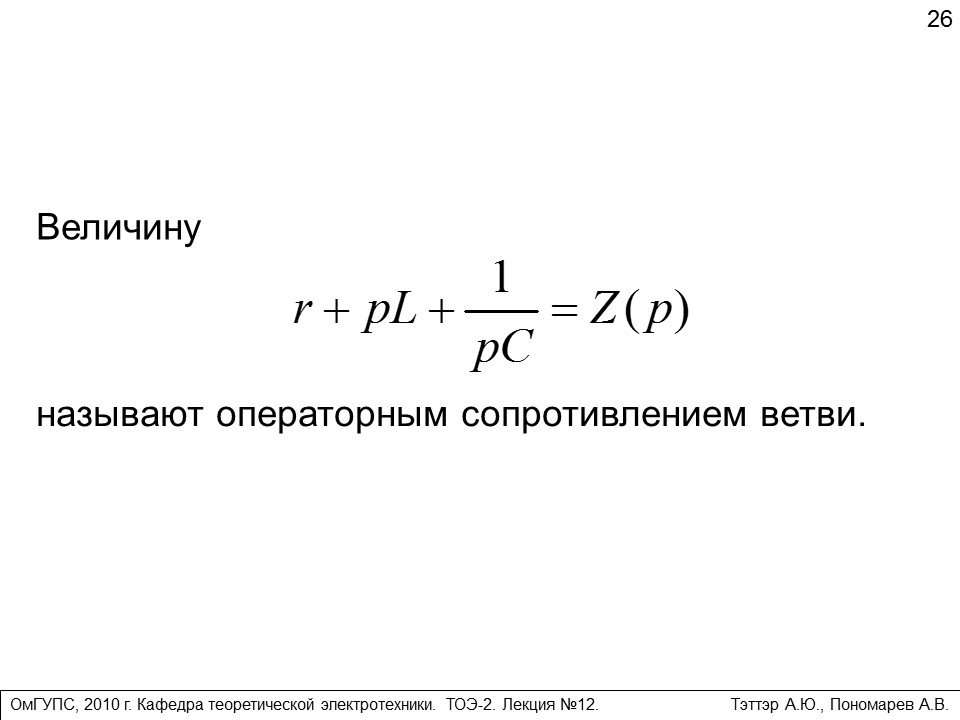 26
Величину
r + pL + 1/pC = Z(p)
называют операторным сопротивлением ветви.
ОмГУПС, 2010 г. Кафедра теоретической электротехники. ТОЭ-2. Лекция №12. Тэттэр А.Ю., Пономарев А.В.